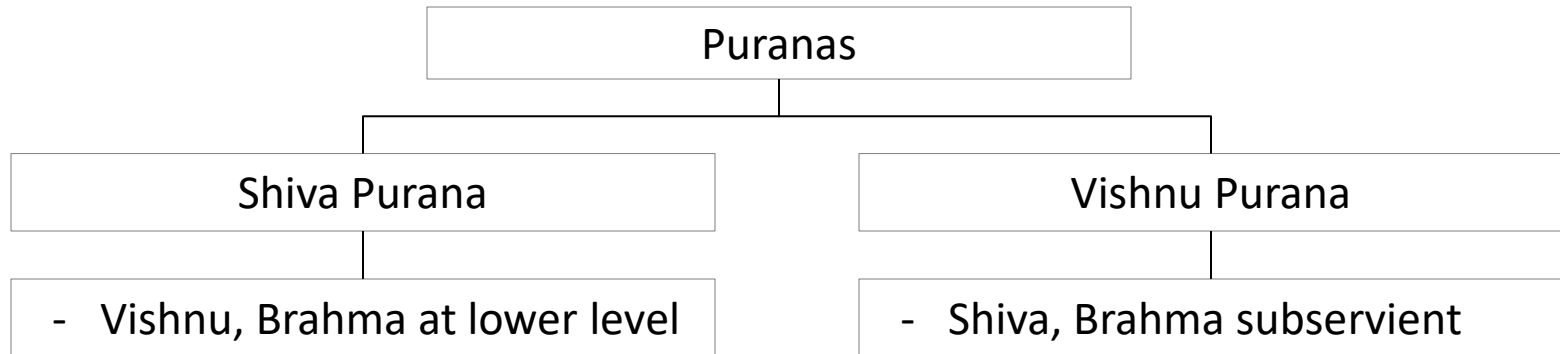 Puranas
Shiva Purana
Vishnu Purana
- Vishnu, Brahma at lower level
- Shiva, Brahma subservient